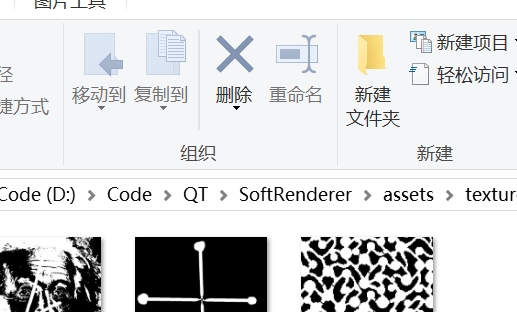 图片工具
径
捷方式
移动到
复制到
删除
重命名
新建
文件夹
新建项目
轻松访问
组织
新建
Code (D:) > Code > QT > SoftRenderer > assets > textur